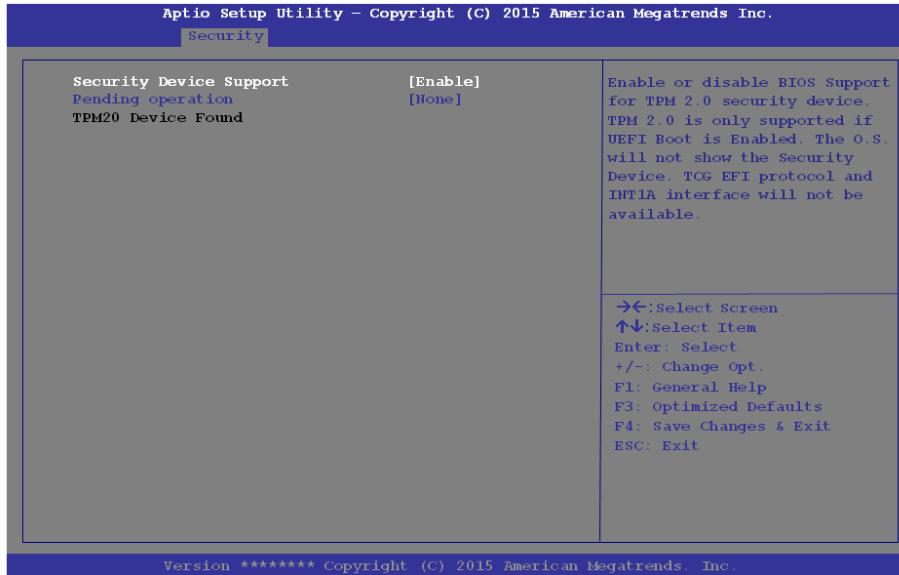 Aptio Setup Utility – Copyright (C) 2015 American Megatrends Inc.
Security
Security Device Support [Enable]
Pending operation [None]
TPM20 Device Found
Enable or disable BIOS Support
for TPM 2.0 security device.
TPM 2.0 is only supported if
UEFI Boot is Enabled. The O.S.
will not show the Security
Device. TCG EFI protocol and
INT1A interface will not be
available.
→←:Select Screen
↑↓:Select Item
Enter: Select
+/-: Change Opt.
F1: General Help
F3: Optimized Defaults
F4: Save Changes & Exit
ESC: Exit
Version ******** Copyright (C) 2015 American Megatrends. Inc.